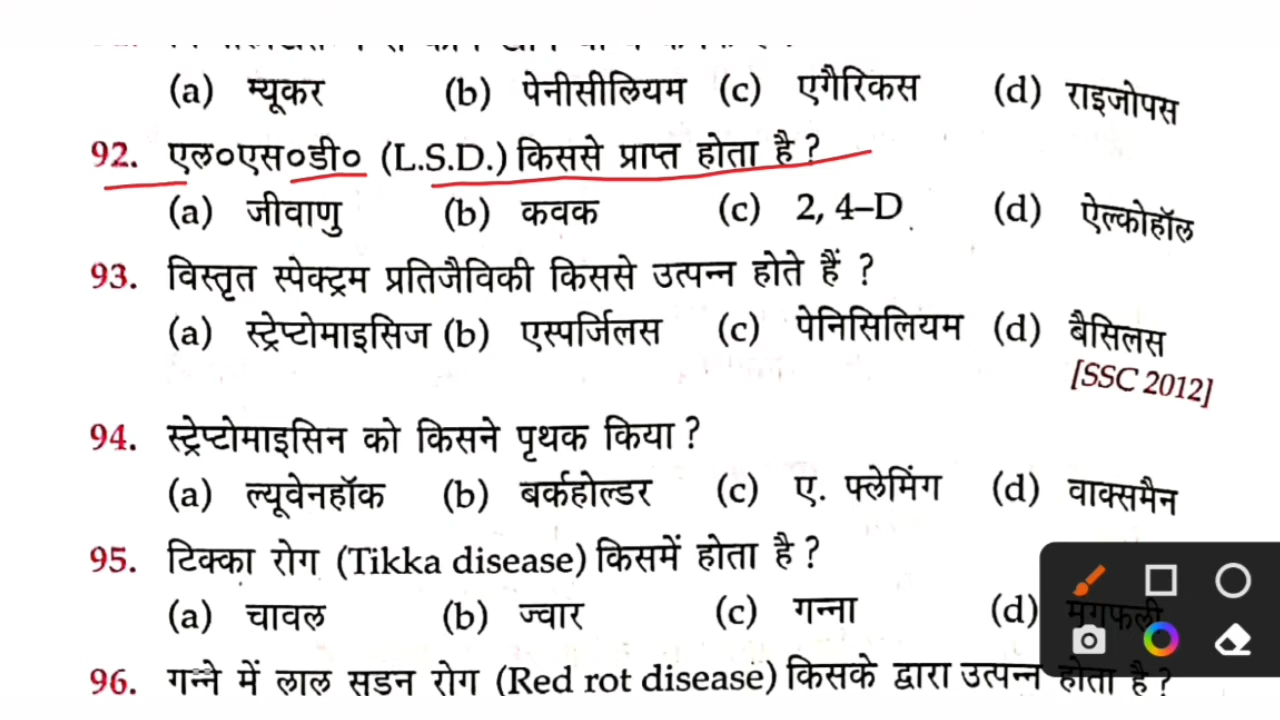 (a) म्यूकर (b) पेनीसीलियम (c) एगैरिकस (d) राइजोपस
92. एल०एस०डी० (L.S.D.) किससे प्राप्त होता है ?
(a) जीवाणु (b) कवक (c) 2, 4–D (d) ऐल्कोहॉल
93. विस्तृत स्पेक्ट्रम प्रतिजैविकी किससे उत्पन्न होते हैं ?
(a) स्ट्रेप्टोमाइसिज (b) एस्पर्जिलस (c) पेनिसिलियम (d) बैसिलस
[SSC 2012]
94. स्ट्रेप्टोमाइसिन को किसने पृथक किया ?
(a) ल्यूवेनहॉक (b) बर्कहोल्डर (c) ए. फ्लेमिंग (d) वाक्समैन
95. टिक्का रोग (Tikka disease) किसमें होता है ?
(a) चावल (b) ज्वार (c) गन्ना (d) मूगफली
96. गन्ने में लाल सडन रोग (Red rot disease) किसके द्वारा उत्पन्न होता है ?